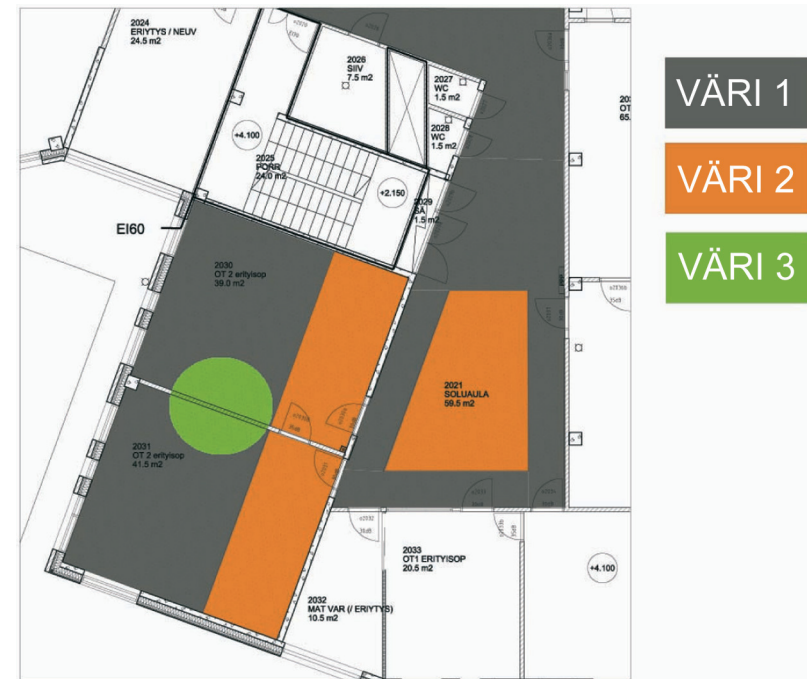 2024
ERIYTYS / NEUV
24.5 m2
2026
SIIV
7.5 m2
2027
WC
1.5 m2
2028
WC
1.5 m2
+4.100
2025
PORR
24.0 m2
+2.150
2029
SÄ
1.5 m2
EI60
2030
OT 2 erityisop
39.0 m2
2021
SOLUAULA
59.5 m2
2031
OT 2 erityisop
41.5 m2
2033
OT1 ERITYISOP
20.5 m2
+4.100
2032
MAT VAR (/ ERIYTYS)
10.5 m2
VÄRI 1
VÄRI 2
VÄRI 3